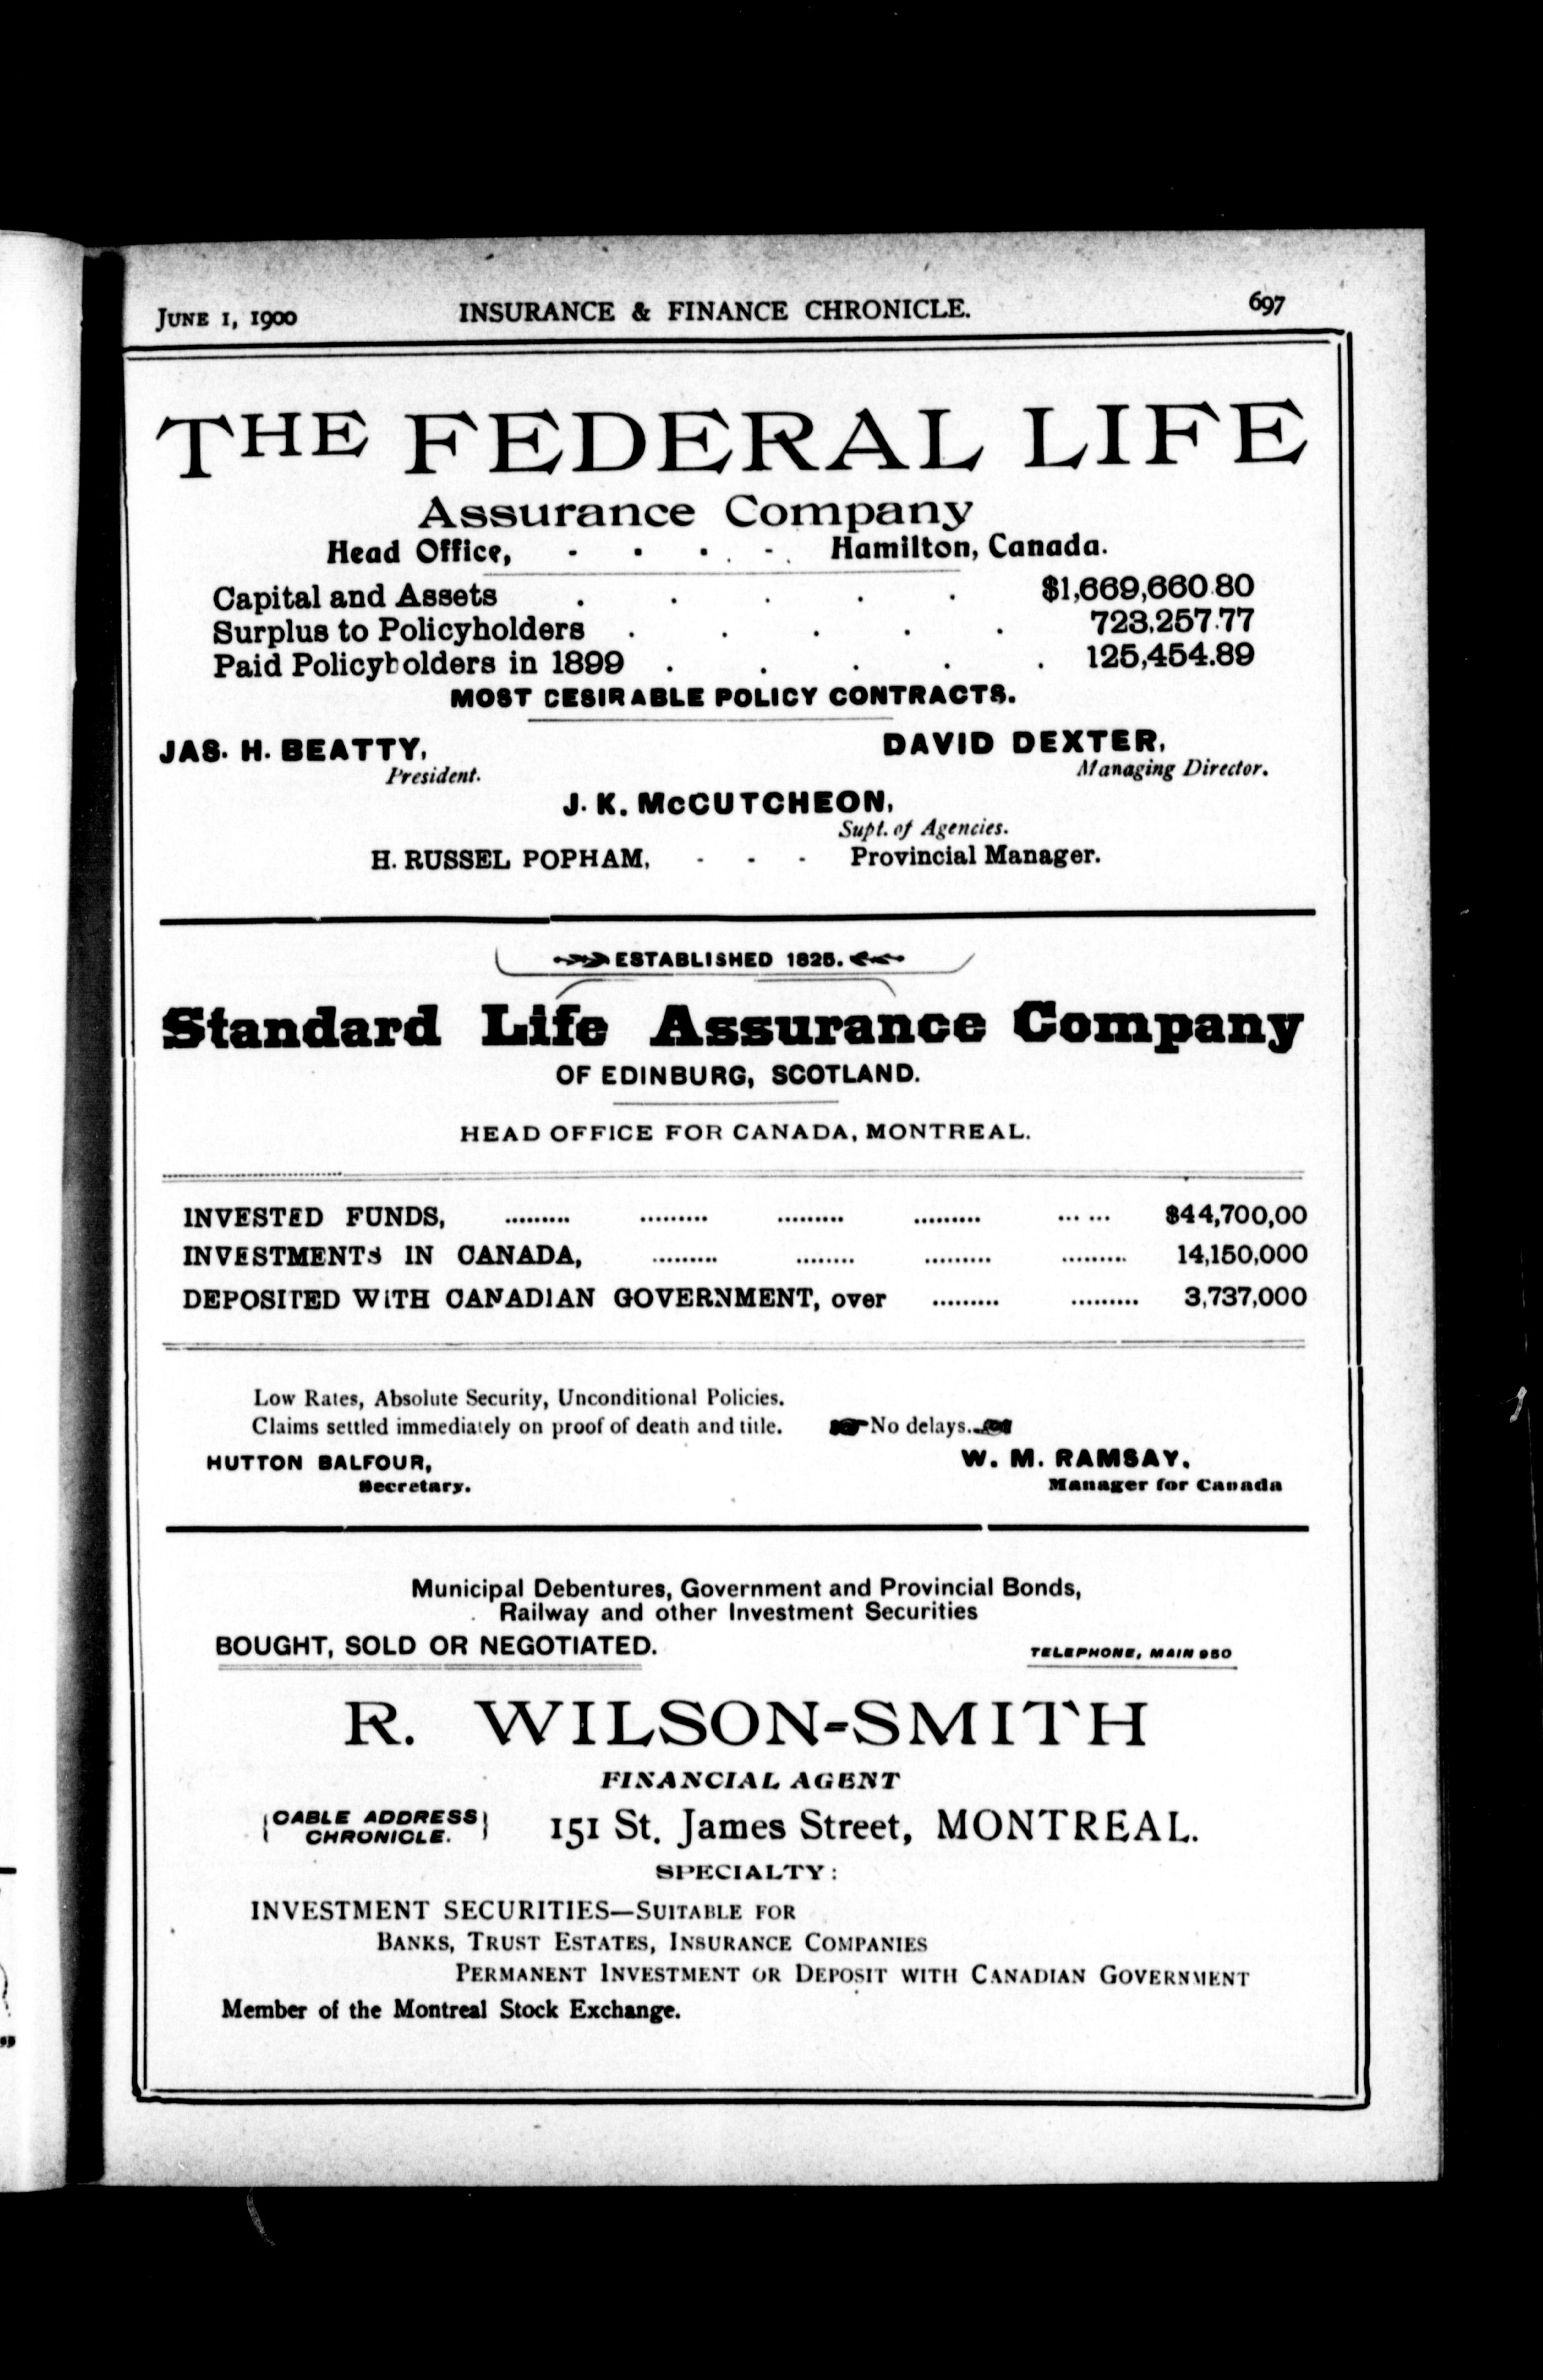 JUNE 1, 1900 INSURANCE & FINANCE CHRONICLE. 697
THE FEDERAL LIFE
Assurance Company
Head Office, - - - - Hamilton, Canada.
Capital and Assets . . . . . $1,669,660.80
Surplus to Policyholders . . . . . 723,257.77
Paid Policyholders in 1899 . . . . . 125,454.89
MOST DESIRABLE POLICY CONTRACTS.
JAS. H. BEATTY, DAVID DEXTER,
President. Managing Director.
J. K. McCUTCHEON,
Supt. of Agencies.
H. RUSSEL POPHAM, - - - Provincial Manager.
ESTABLISHED 1825.
Standard Life Assurance Company
OF EDINBURG, SCOTLAND.
HEAD OFFICE FOR CANADA, MONTREAL.
INVESTED FUNDS, ......... ......... ......... ......... ... ... $44,700,00
INVESTMENTS IN CANADA, ......... ........ ......... ......... 14,150,000
DEPOSITED WITH CANADIAN GOVERNMENT, over ......... ......... 3,737,000
Low Rates, Absolute Security, Unconditional Policies.
Claims settled immediately on proof of death and title. No delays.
HUTTON BALFOUR, W. M. RAMSAY,
Secretary. Manager for Canada
Municipal Debentures, Government and Provincial Bonds,
Railway and other Investment Securities
BOUGHT, SOLD OR NEGOTIATED. TELEPHONE, MAIN 950
R. WILSON-SMITH
FINANCIAL AGENT
CABLE ADDRESS
CHRONICLE. 151 St. James Street, MONTREAL.
SPECIALTY:
INVESTMENT SECURITIES—SUITABLE FOR
BANKS, TRUST ESTATES, INSURANCE COMPANIES
PERMANENT INVESTMENT OR DEPOSIT WITH CANADIAN GOVERNMENT
Member of the Montreal Stock Exchange.